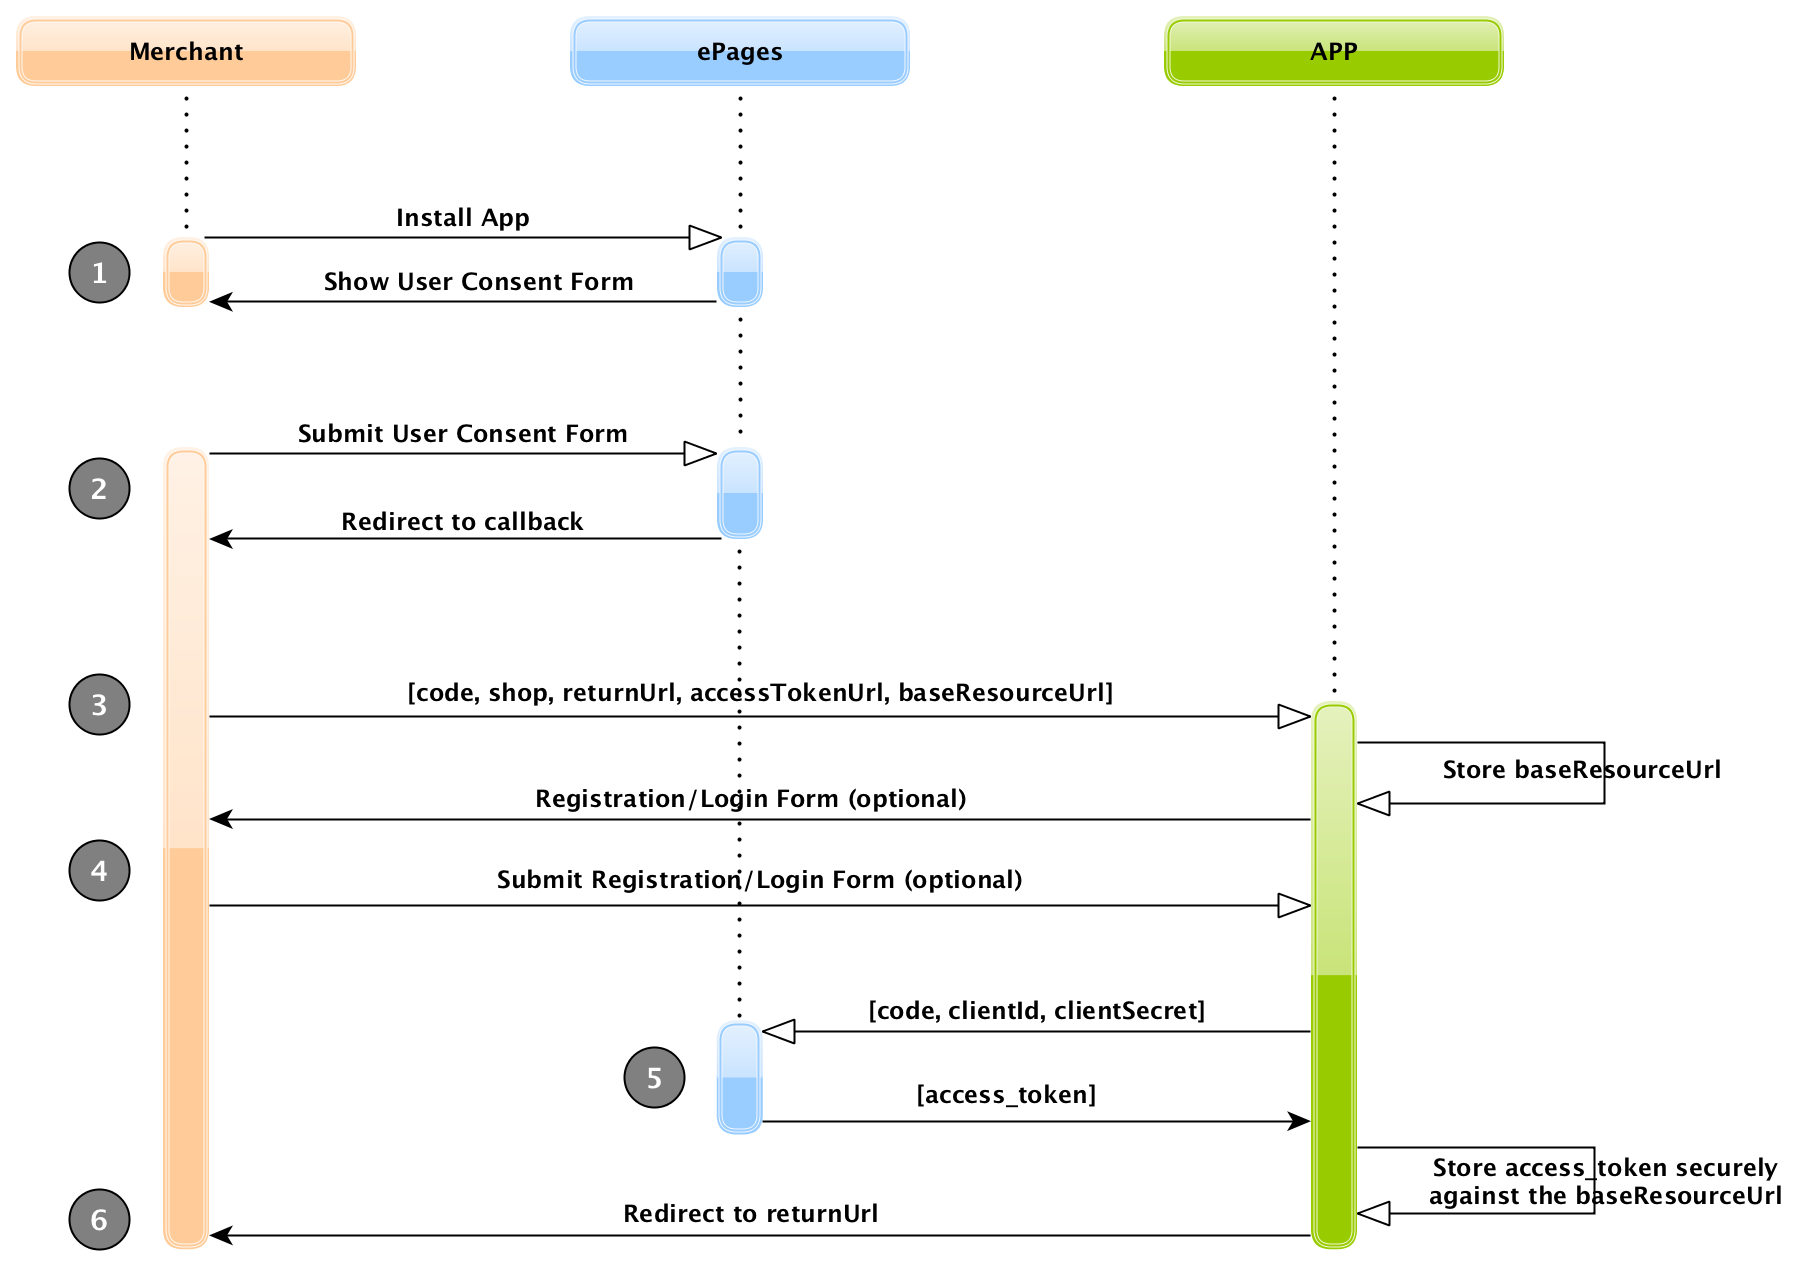 Merchant
ePages
APP
Install App
1
Show User Consent Form
Submit User Consent Form
2
Redirect to callback
3
[code, shop, returnUrl, accessTokenUrl, baseResourceUrl]
Store baseResourceUrl
Registration/Login Form (optional)
4
Submit Registration/Login Form (optional)
[code, clientId, clientSecret]
5
[access_token]
Store access_token securely
against the baseResourceUrl
6
Redirect to returnUrl